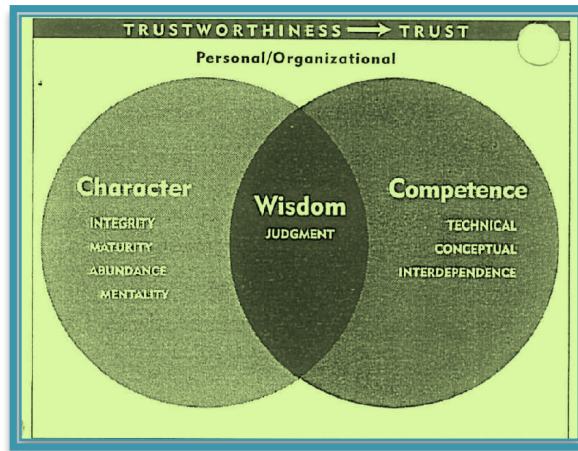 TRUSTWORTHINESS → TRUST
Personal/Organizational
Character
INTEGRITY
MATURITY
ABUNDANCE
MENTALITY
Wisdom
JUDGMENT
Competence
TECHNICAL
CONCEPTUAL
INTERDEPENDENCE